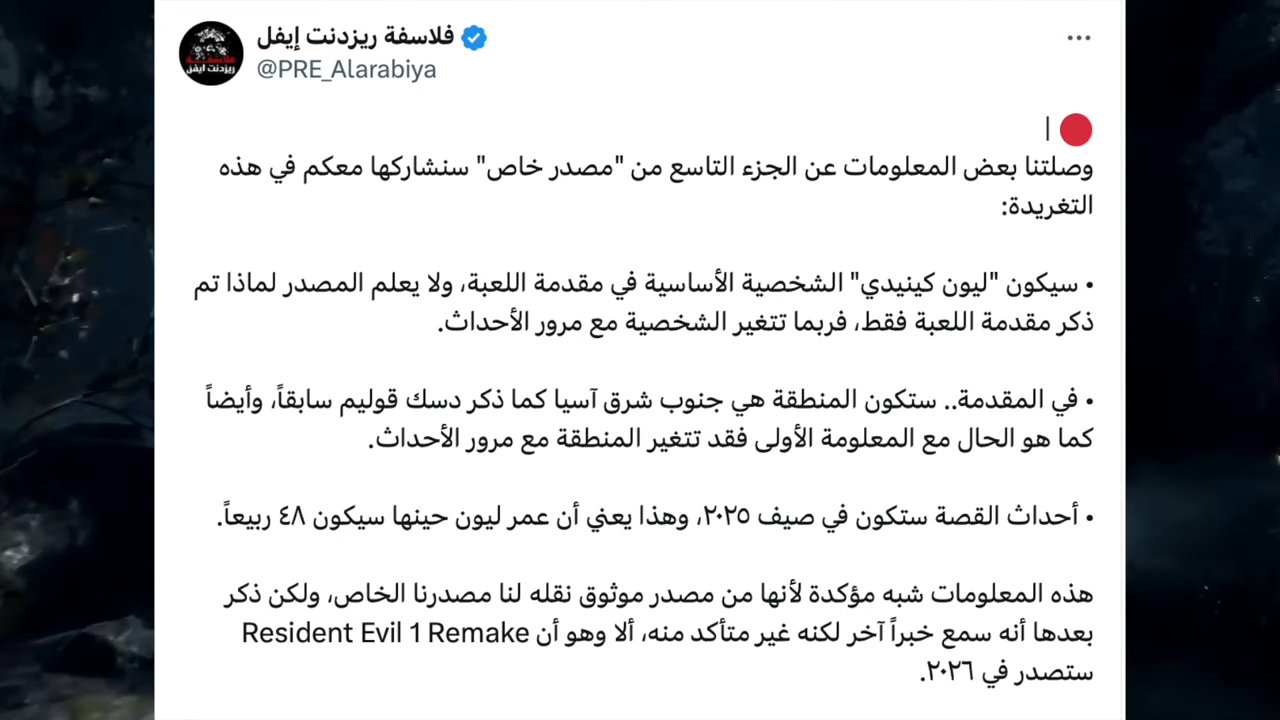 فلاسفة ريزدنت إيفل
@PRE_Alarabiya
فلاسفة
ريزدنت ايفل
|
وصلتنا بعض المعلومات عن الجزء التاسع من "مصدر خاص" سنشاركها معكم في هذه
التغريدة:
• سيكون "ليون كينيدي" الشخصية الأساسية في مقدمة اللعبة، ولا يعلم المصدر لماذا تم
ذكر مقدمة اللعبة فقط، فربما تتغير الشخصية مع مرور الأحداث.
• في المقدمة.. ستكون المنطقة هي جنوب شرق آسيا كما ذكر دسك قوليم سابقاً، وأيضاً
كما هو الحال مع المعلومة الأولى فقد تتغير المنطقة مع مرور الأحداث.
• أحداث القصة ستكون في صيف ٢٠٢٥، وهذا يعني أن عمر ليون حينها سيكون ٤٨ ربيعاً.
هذه المعلومات شبه مؤكدة لأنها من مصدر موثوق نقله لنا مصدرنا الخاص، ولكن ذكر
بعدها أنه سمع خبراً آخر لكنه غير متأكد منه، ألا وهو أن Resident Evil 1 Remake
ستصدر في ٢٠٢٦.